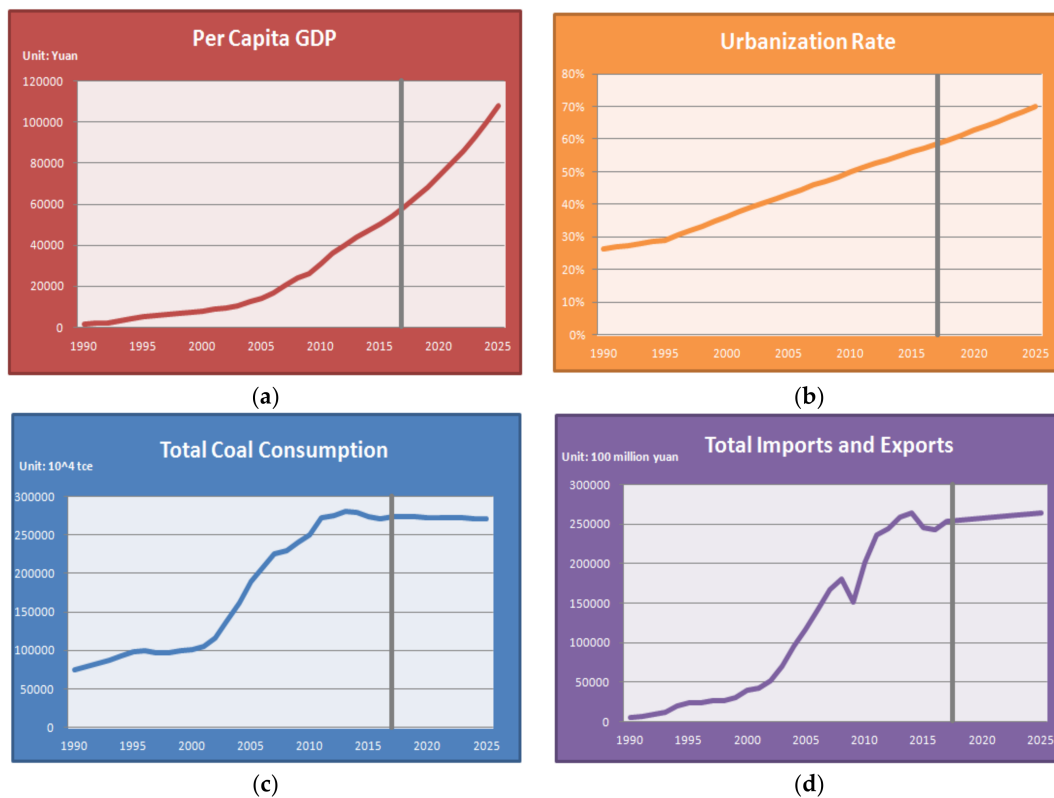 Per Capita GDP
Unit: Yuan
120000
100000
80000
60000
40000
20000
0
1990 1995 2000 2005 2010 2015 2020 2025
(a)
Urbanization Rate
80%
70%
60%
50%
40%
30%
20%
10%
0%
1990 1995 2000 2005 2010 2015 2020 2025
(b)
Total Coal Consumption
Unit: 10^4 tce
300000
250000
200000
150000
100000
50000
0
1990 1995 2000 2005 2010 2015 2020 2025
(c)
Total Imports and Exports
Unit: 100 million yuan
300000
250000
200000
150000
100000
50000
0
1990 1995 2000 2005 2010 2015 2020 2025
(d)